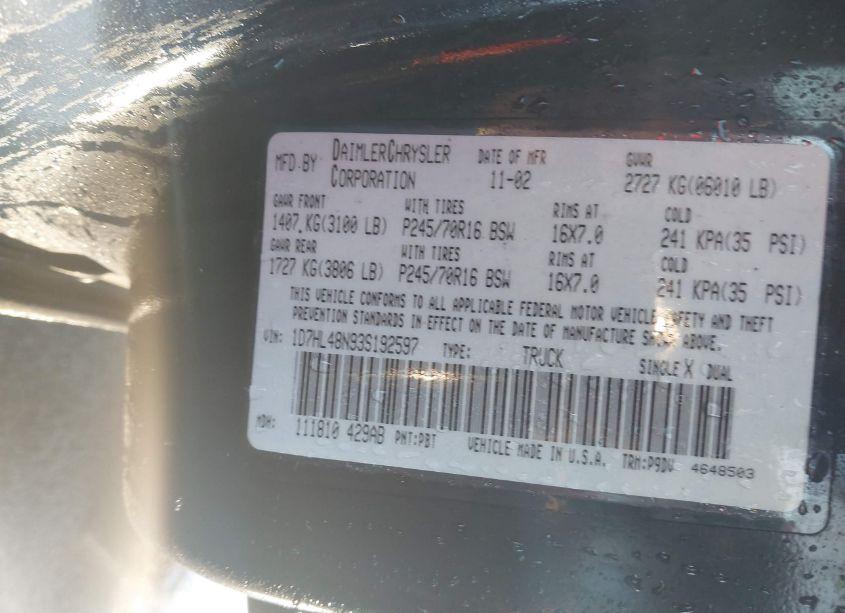 MFD BY DAIMLERCHRYSLER CORPORATION DATE OF MFR 11-02 GVWR 2727 KG(06010 LB)
GAWR FRONT WITH TIRES RIMS AT COLD
1407 KG(3100 LB) P245/70R16 BSW 16X7.0 241 KPA(35 PSI)
GAWR REAR WITH TIRES RIMS AT COLD
1727 KG(3806 LB) P245/70R16 BSW 16X7.0 241 KPA(35 PSI)
THIS VEHICLE CONFORMS TO ALL APPLICABLE FEDERAL MOTOR VEHICLE SAFETY AND THEFT
PREVENTION STANDARDS IN EFFECT ON THE DATE OF MANUFACTURE SHOWN ABOVE.
VIN: 1D7HL48N93S192597 TYPE: TRUCK SINGLE X DUAL
MDH: 111810 429AB PNT:PBT VEHICLE MADE IN U.S.A. TRM:P9DV 4648503